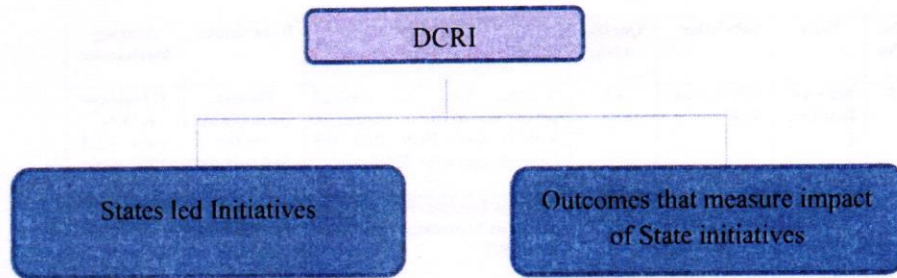 DCRI
States led Initiatives
Outcomes that measure impact
of State initiatives